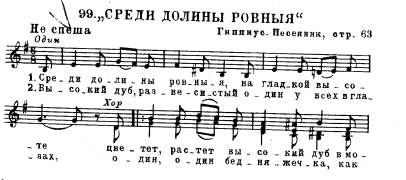 99. „СРЕДИ ДОЛИНЫ РОВНЫЯ“
Не спеша
Гиппиус. Песенник, стр. 63
Один
1. Сре-ди до-ли-ны ров-ны-я, на глад-кой вы-со-
2. Вы-со-кий дуб, раз-ве-си-стый о-дин у всех в гла-
Хор
те цве-тет, рас-тет вы-со-кий дуб в мо-
зах, о-дин, о-дин бед-ня-жеч-ка, как